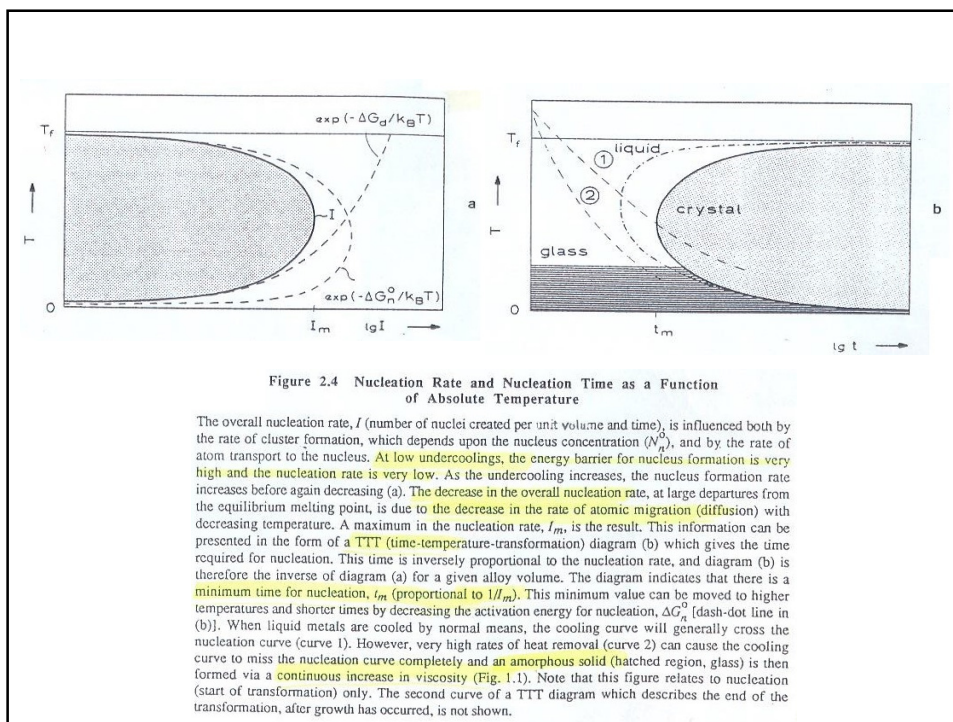 exp(-ΔG_d/k_BT)
T_f
I
a
T
exp(-ΔG_n^o/k_BT)
O
I_m
lg I
T_f
①
liquid
②
crystal
b
T
glass
O
t_m
lg t
Figure 2.4 Nucleation Rate and Nucleation Time as a Function
of Absolute Temperature
The overall nucleation rate, I (number of nuclei created per unit volume and time), is influenced both by
the rate of cluster formation, which depends upon the nucleus concentration (N_n^o), and by the rate of
atom transport to the nucleus. At low undercoolings, the energy barrier for nucleus formation is very
high and the nucleation rate is very low. As the undercooling increases, the nucleus formation rate
increases before again decreasing (a). The decrease in the overall nucleation rate, at large departures from
the equilibrium melting point, is due to the decrease in the rate of atomic migration (diffusion) with
decreasing temperature. A maximum in the nucleation rate, I_m, is the result. This information can be
presented in the form of a TTT (time-temperature-transformation) diagram (b) which gives the time
required for nucleation. This time is inversely proportional to the nucleation rate, and diagram (b) is
therefore the inverse of diagram (a) for a given alloy volume. The diagram indicates that there is a
minimum time for nucleation, t_m (proportional to 1/I_m). This minimum value can be moved to higher
temperatures and shorter times by decreasing the activation energy for nucleation, ΔG_n^o [dash-dot line in
(b)]. When liquid metals are cooled by normal means, the cooling curve will generally cross the
nucleation curve (curve 1). However, very high rates of heat removal (curve 2) can cause the cooling
curve to miss the nucleation curve completely and an amorphous solid (hatched region, glass) is then
formed via a continuous increase in viscosity (Fig. 1.1). Note that this figure relates to nucleation
(start of transformation) only. The second curve of a TTT diagram which describes the end of the
transformation, after growth has occurred, is not shown.